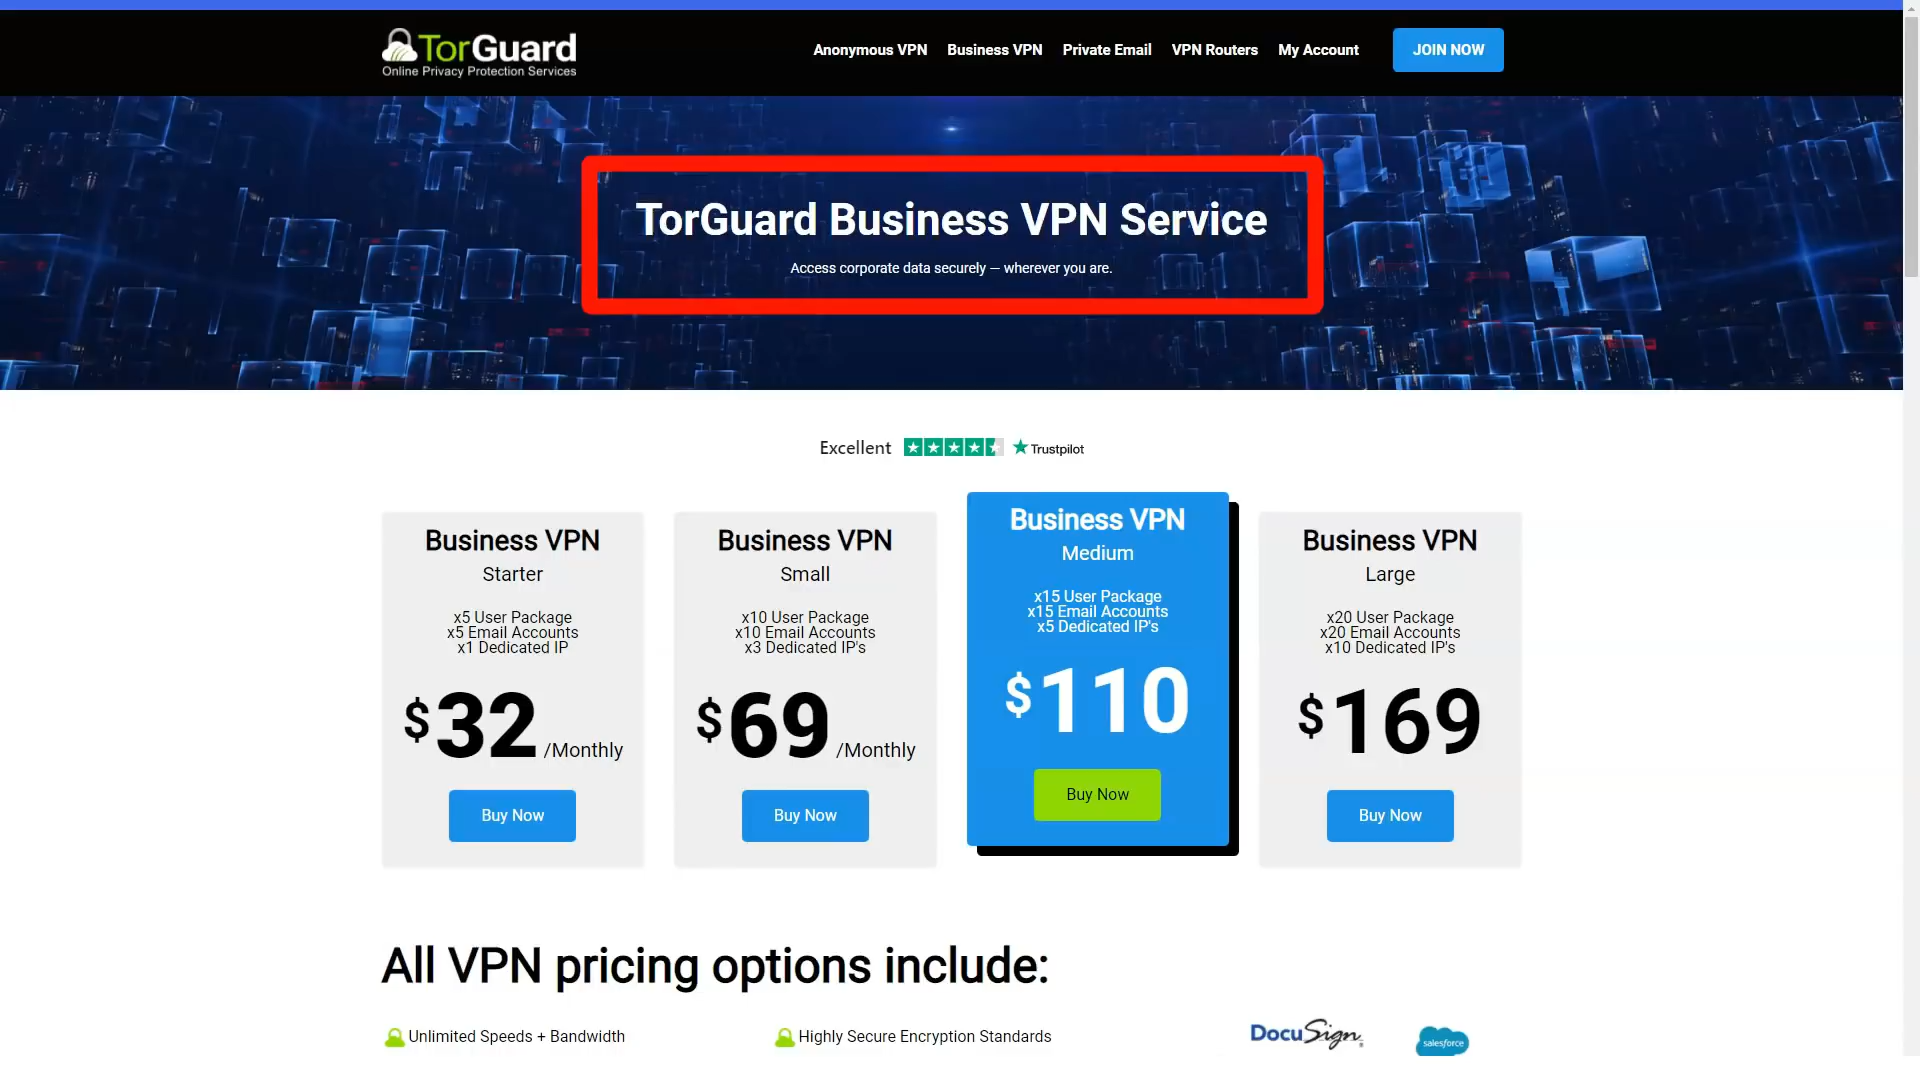 TorGuard
Online Privacy Protection Services
Anonymous VPN Business VPN Private Email VPN Routers My Account JOIN NOW
TorGuard Business VPN Service
Access corporate data securely — wherever you are.
Excellent Trustpilot
Business VPN
Starter
x5 User Package
x5 Email Accounts
x1 Dedicated IP
$32 /Monthly
Buy Now
Business VPN
Small
x10 User Package
x10 Email Accounts
x3 Dedicated IP's
$69 /Monthly
Buy Now
Business VPN
Medium
x15 User Package
x15 Email Accounts
x5 Dedicated IP's
$110
Buy Now
Business VPN
Large
x20 User Package
x20 Email Accounts
x10 Dedicated IP's
$169
Buy Now
All VPN pricing options include:
Unlimited Speeds + Bandwidth
Highly Secure Encryption Standards
DocuSign
salesforce